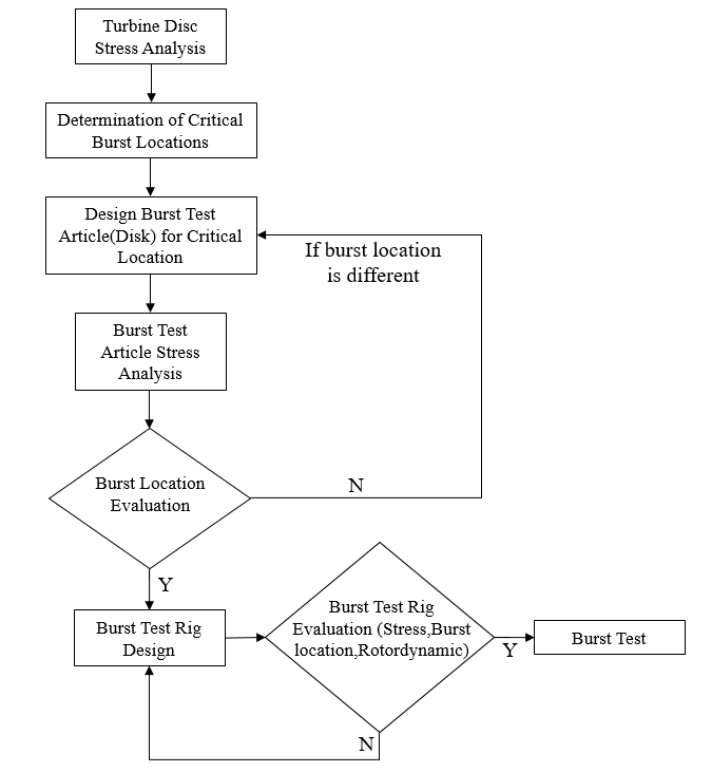 Turbine Disc
Stress Analysis
Determination of Critical
Burst Locations
Design Burst Test
Article(Disk) for Critical
Location
If burst location
is different
Burst Test
Article Stress
Analysis
Burst Location
Evaluation
N
Y
Burst Test Rig
Design
Burst Test Rig
Evaluation (Stress,Burst
location,Rotordynamic)
Y
Burst Test
N